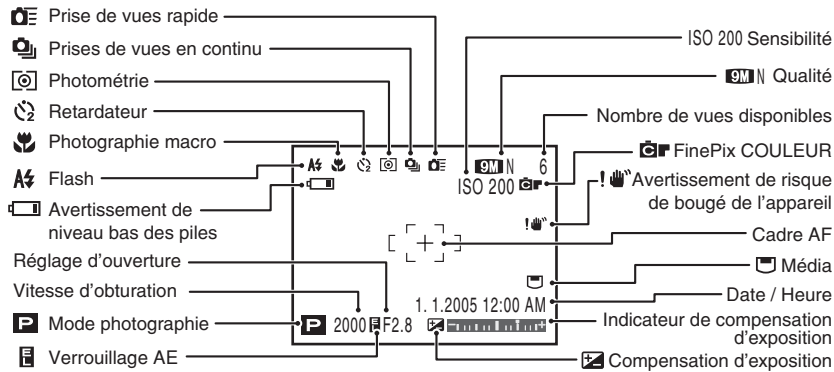 Prise de vues rapide
Prises de vues en continu
Photométrie
Retardateur
Photographie macro
Flash
Avertissement de
niveau bas des piles
Réglage d'ouverture
Vitesse d'obturation
P Mode photographie
EL Verrouillage AE
9M N 6
ISO 200
1. 1.2005 12:00 AM
P 2000 EL F2.8
ISO 200 Sensibilité
9M N Qualité
Nombre de vues disponibles
FinePix COULEUR
! Avertissement de risque
de bougé de l'appareil
Cadre AF
Média
Date / Heure
Indicateur de compensation
d'exposition
Compensation d'exposition